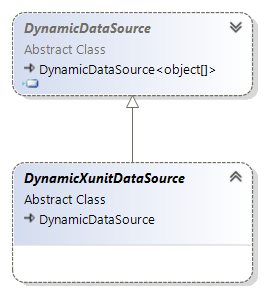 DynamicDataSource
Abstract Class
DynamicDataSource<object[]>
DynamicXunitDataSource
Abstract Class
DynamicDataSource